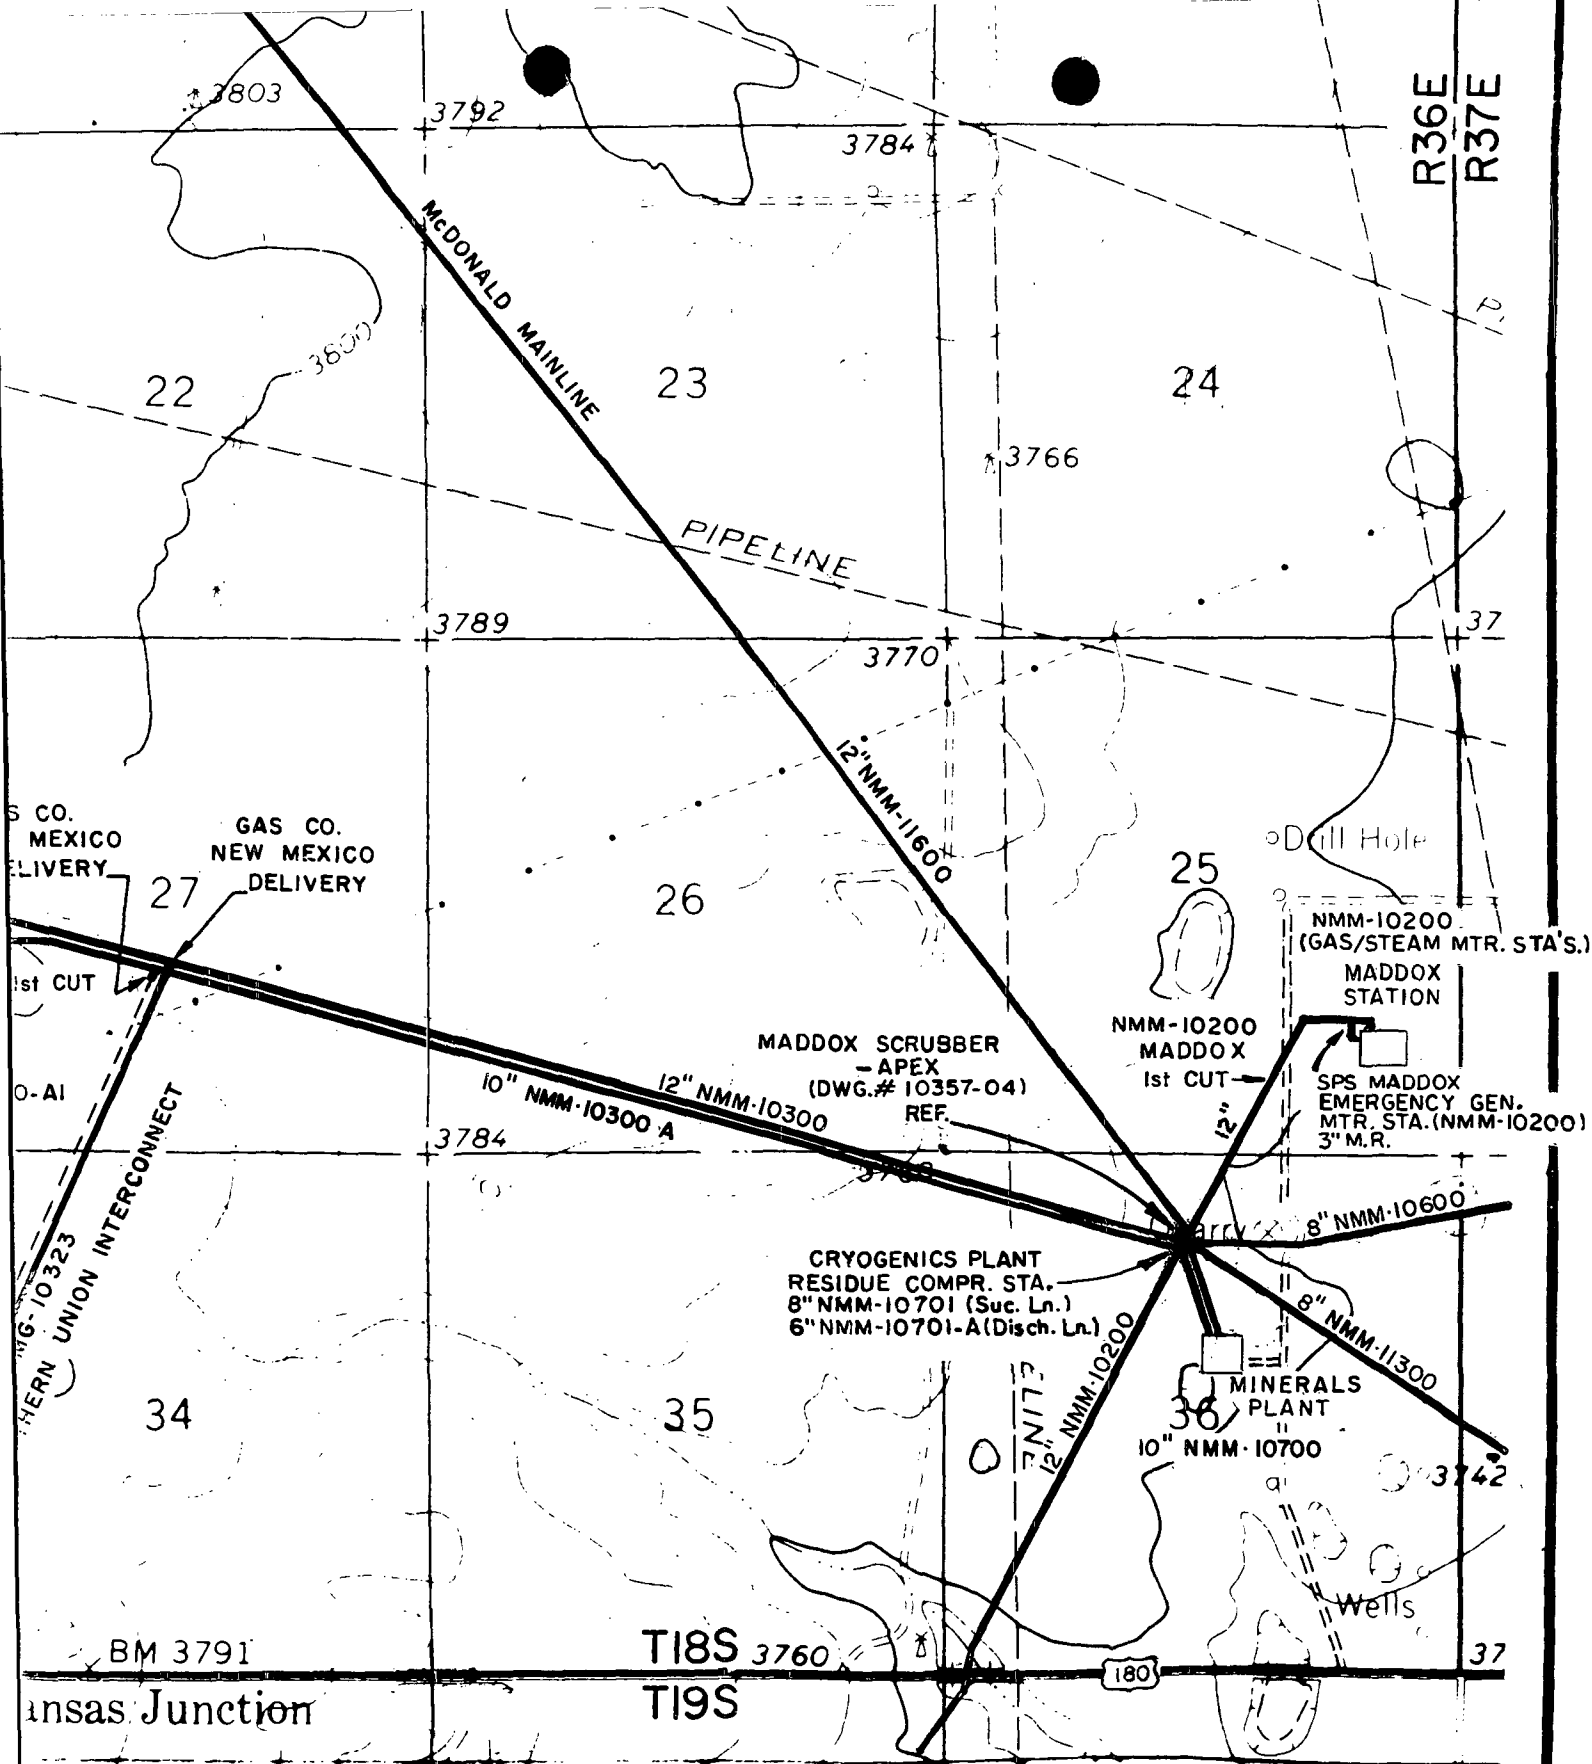 3803
3792
3784
R36E
R37E
McDONALD MAINLINE
3800
22
23
24
3766
PIPELINE
3789
3770
37
12" NMM-11600
S CO.
MEXICO
ELIVERY
GAS CO.
NEW MEXICO
DELIVERY
27
26
25
Drill Hole
1st CUT
NMM-10200
(GAS/STEAM MTR. STA'S.)
MADDOX
STATION
NMM-10200
MADDOX
1st CUT
12"
MADDOX SCRUBBER
-APEX
(DWG.# 10357-04)
REF.
SPS MADDOX
EMERGENCY GEN.
MTR. STA.(NMM-10200)
3" M.R.
O-A1
10" NMM-10300 A
12" NMM-10300
3784
8" NMM-10600
CRYOGENICS PLANT
RESIDUE COMPR. STA.
8" NMM-10701 (Suc. Ln.)
6" NMM-10701-A(Disch. Ln.)
MG-10323
HERN UNION INTERCONNECT
12" NMM-10200
8" NMM-11300
34
35
36
MINERALS
PLANT
10" NMM-10700
3742
Wells
BM 3791
T18S
3760
180
37
ansas Junction
T19S